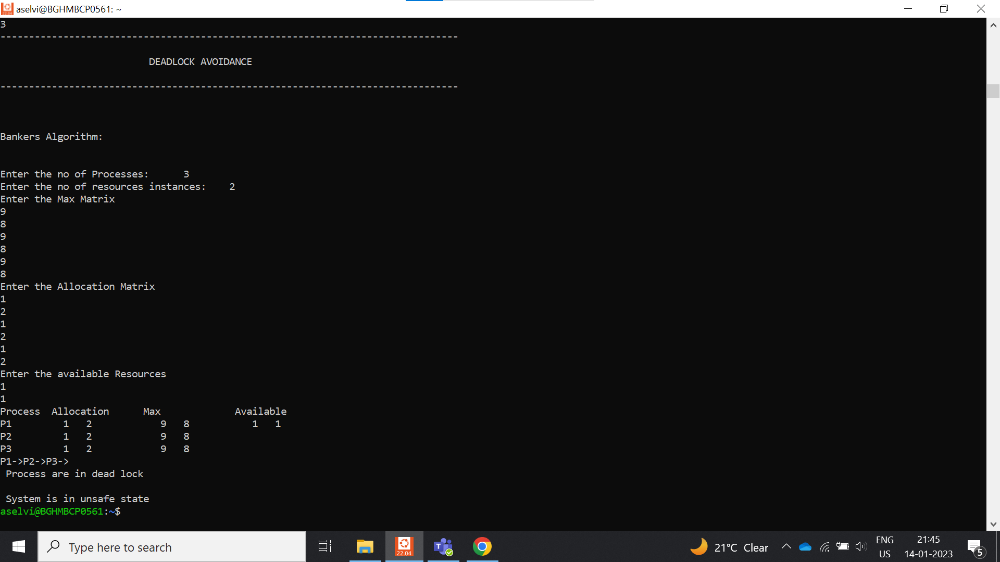 aselvi@BGHMBCP0561: ~
3
--------------------------------------------------------------------------------
DEADLOCK AVOIDANCE
--------------------------------------------------------------------------------
Bankers Algorithm:
Enter the no of Processes:      3
Enter the no of resources instances:    2
Enter the Max Matrix
9
8
9
8
9
8
Enter the Allocation Matrix
1
2
1
2
1
2
Enter the available Resources
1
1
Process  Allocation      Max             Available
P1         1   2            9   8           1   1
P2         1   2            9   8
P3         1   2            9   8
P1->P2->P3->
Process are in dead lock
System is in unsafe state
aselvi@BGHMBCP0561:~$
Type here to search
22.04
T
21°C Clear
ENG
US
21:45
14-01-2023
5